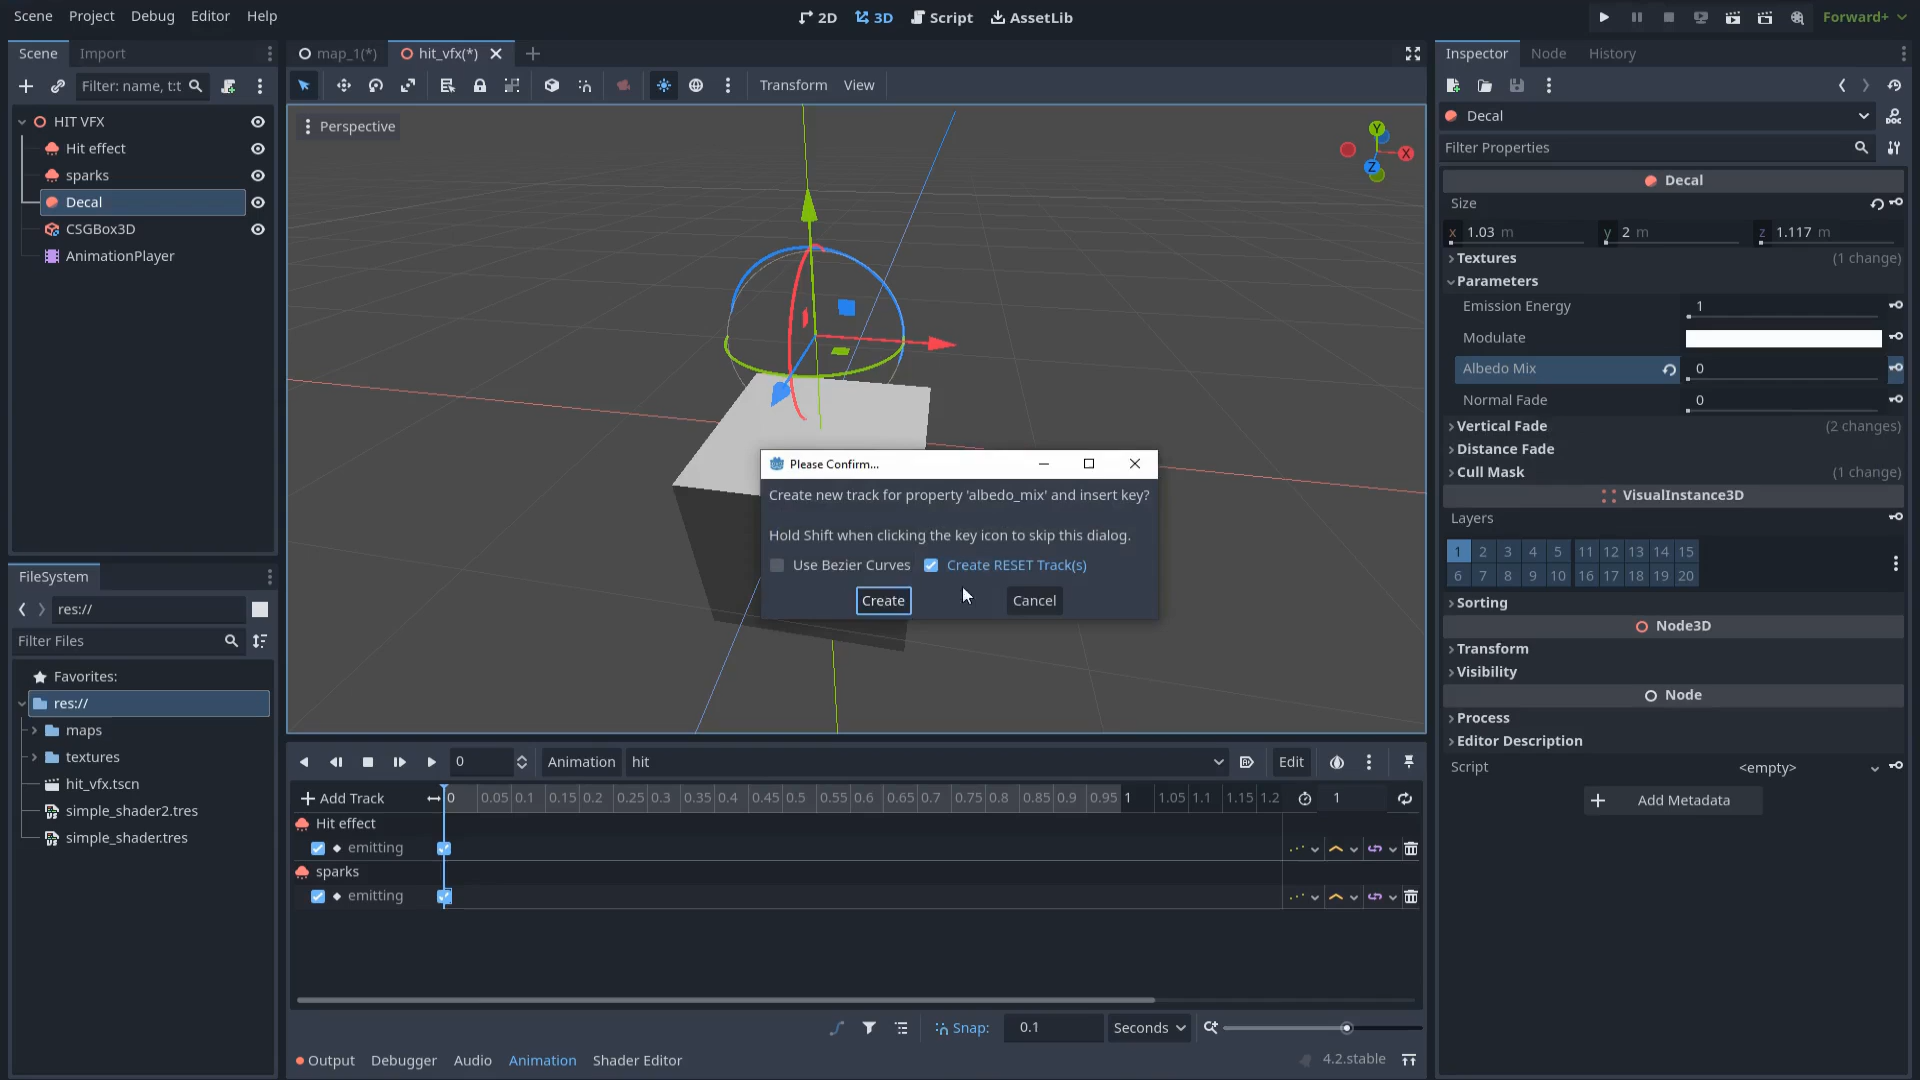 Scene Project Debug Editor Help
2D 3D Script AssetLib
Forward+
Scene Import
Filter: name, t:t
HIT VFX
Hit effect
sparks
Decal
CSGBox3D
AnimationPlayer
FileSystem
res://
Filter Files
Favorites:
res://
maps
textures
hit_vfx.tscn
simple_shader2.tres
simple_shader.tres
map_1(*) hit_vfx(*)
Transform View
Perspective
Y
X
Z
Please Confirm...
Create new track for property 'albedo_mix' and insert key?
Hold Shift when clicking the key icon to skip this dialog.
Use Bezier Curves Create RESET Track(s)
Create Cancel
0 Animation hit Edit
Add Track 0 0.05 0.1 0.15 0.2 0.25 0.3 0.35 0.4 0.45 0.5 0.55 0.6 0.65 0.7 0.75 0.8 0.85 0.9 0.95 1 1.05 1.1 1.15 1.2 1
Hit effect
emitting
sparks
emitting
Snap: 0.1 Seconds
Output Debugger Audio Animation Shader Editor 4.2.stable
Inspector Node History
Decal
Filter Properties
Decal
Size
x 1.03 m y 2 m z 1.117 m
Textures (1 change)
Parameters
Emission Energy 1
Modulate
Albedo Mix 0
Normal Fade 0
Vertical Fade (2 changes)
Distance Fade
Cull Mask (1 change)
VisualInstance3D
Layers
1 2 3 4 5 11 12 13 14 15
6 7 8 9 10 16 17 18 19 20
Sorting
Node3D
Transform
Visibility
Node
Process
Editor Description
Script <empty>
Add Metadata